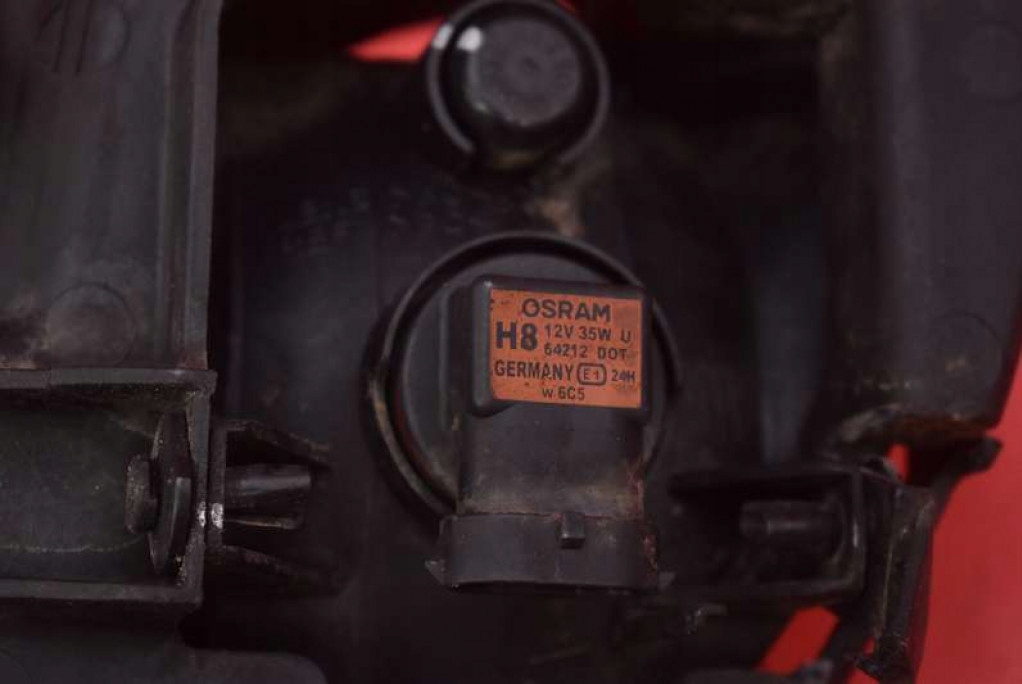 OSRAM
H8 12V 35W U
64212 DOT
GERMANY E1 24H
w 6C5